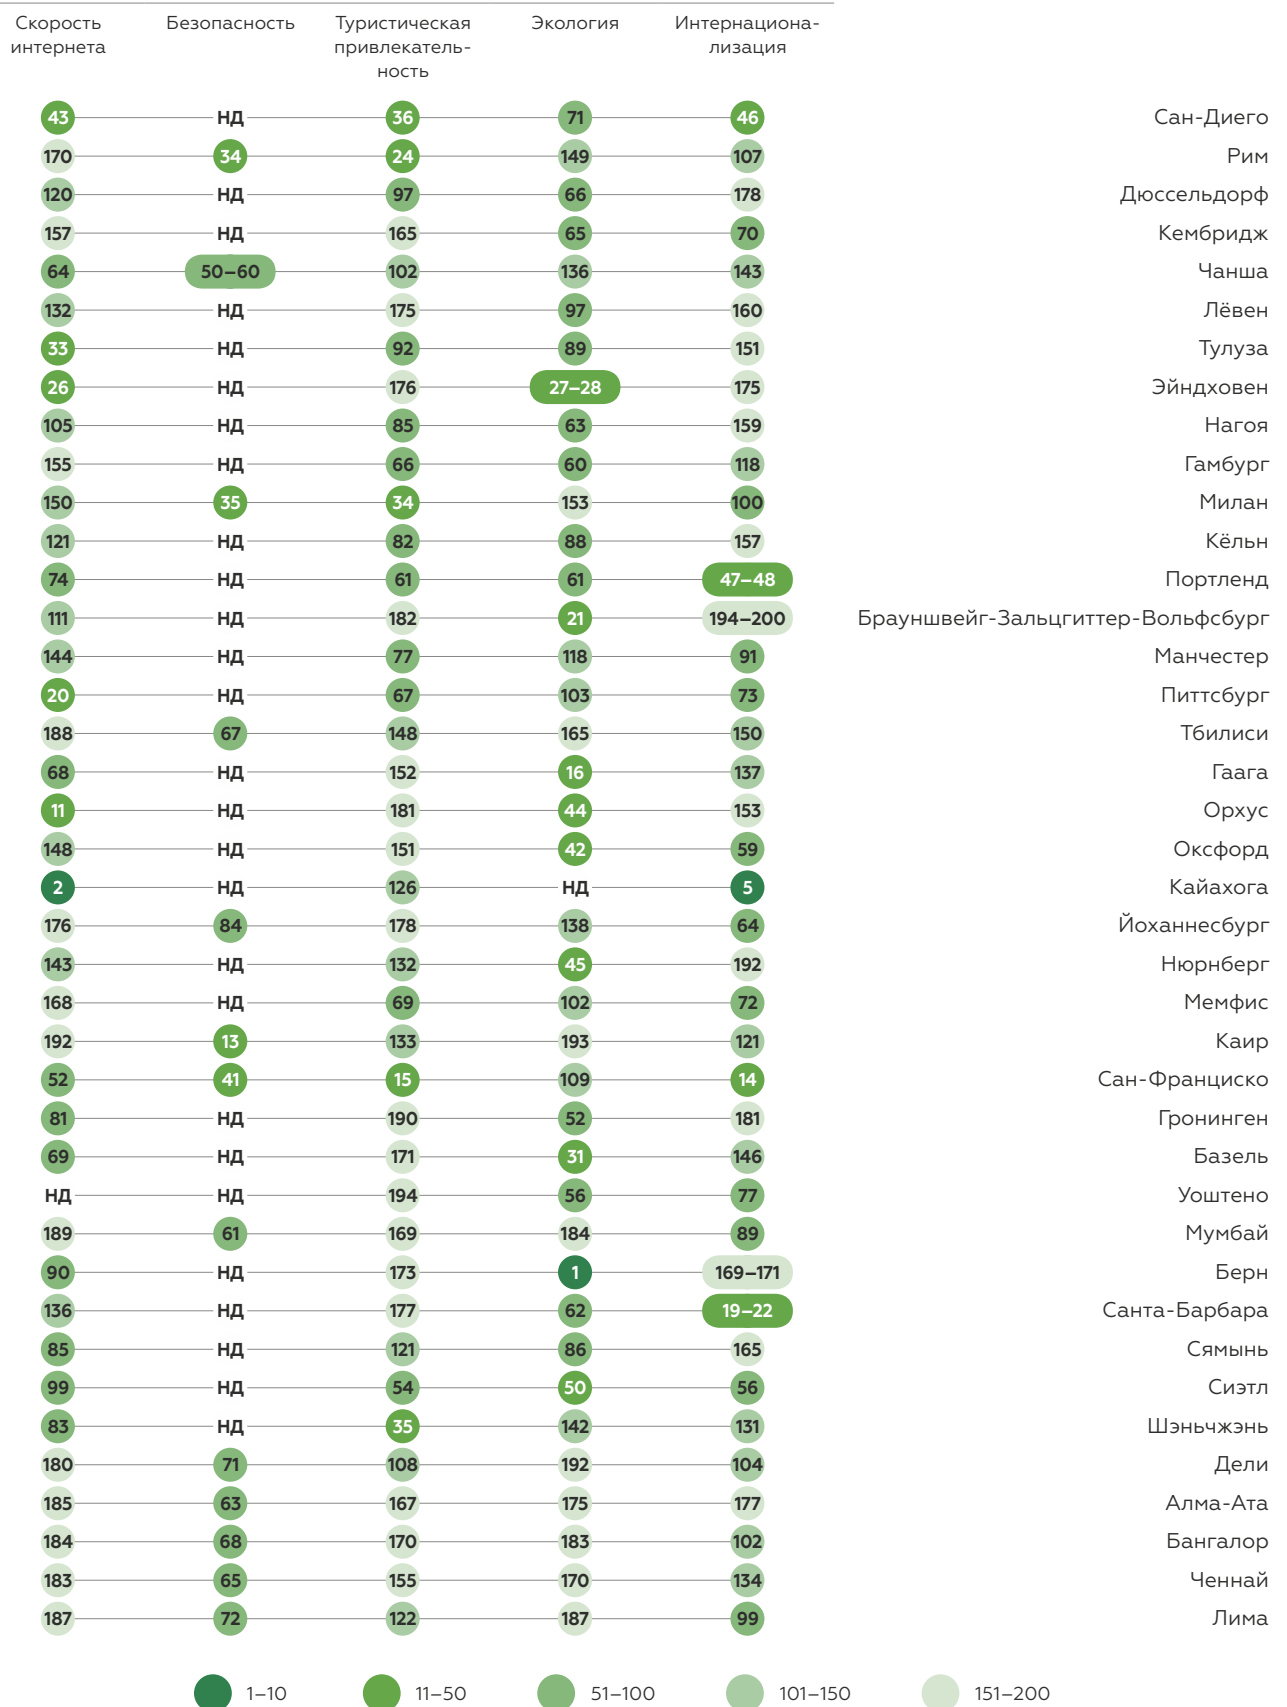 Скорость интернета Безопасность Туристическая привлекатель- ность Экология Интернациона- лизация
43 НД 36 71 46 Сан-Диего
170 34 24 149 107 Рим
120 НД 97 66 178 Дюссельдорф
157 НД 165 65 70 Кембридж
64 50–60 102 136 143 Чанша
132 НД 175 97 160 Лёвен
33 НД 92 89 151 Тулуза
26 НД 176 27–28 175 Эйндховен
105 НД 85 63 159 Нагоя
155 НД 66 60 118 Гамбург
150 35 34 153 100 Милан
121 НД 82 88 157 Кёльн
74 НД 61 61 47–48 Портленд
111 НД 182 21 194–200 Брауншвейг-Зальцгиттер-Вольфсбург
144 НД 77 118 91 Манчестер
20 НД 67 103 73 Питтсбург
188 67 148 165 150 Тбилиси
68 НД 152 16 137 Гаага
11 НД 181 44 153 Орхус
148 НД 151 42 59 Оксфорд
2 НД 126 НД 5 Кайахога
176 84 178 138 64 Йоханнесбург
143 НД 132 45 192 Нюрнберг
168 НД 69 102 72 Мемфис
192 13 133 193 121 Каир
52 41 15 109 14 Сан-Франциско
81 НД 190 52 181 Гронинген
69 НД 171 31 146 Базель
НД НД 194 56 77 Уоштено
189 61 169 184 89 Мумбай
90 НД 173 1 169–171 Берн
136 НД 177 62 19–22 Санта-Барбара
85 НД 121 86 165 Сямынь
99 НД 54 50 56 Сиэтл
83 НД 35 142 131 Шэньчжэнь
180 71 108 192 104 Дели
185 63 167 175 177 Алма-Ата
184 68 170 183 102 Бангалор
183 65 155 170 134 Ченнай
187 72 122 187 99 Лима
1–10 11–50 51–100 101–150 151–200